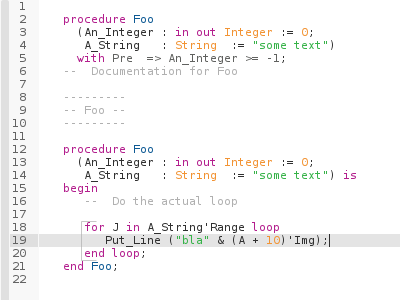 1
2 procedure Foo
3 (An_Integer : in out Integer := 0;
4 A_String : String := "some text")
5 with Pre => An_Integer >= -1;
6 -- Documentation for Foo
7
8 ---------
9 -- Foo --
10 ---------
11
12 procedure Foo
13 (An_Integer : in out Integer := 0;
14 A_String : String := "some text") is
15 begin
16 -- Do the actual loop
17
18 for J in A_String'Range loop
19 Put_Line ("bla" & (A + 10)'Img);
20 end loop;
21 end Foo;
22